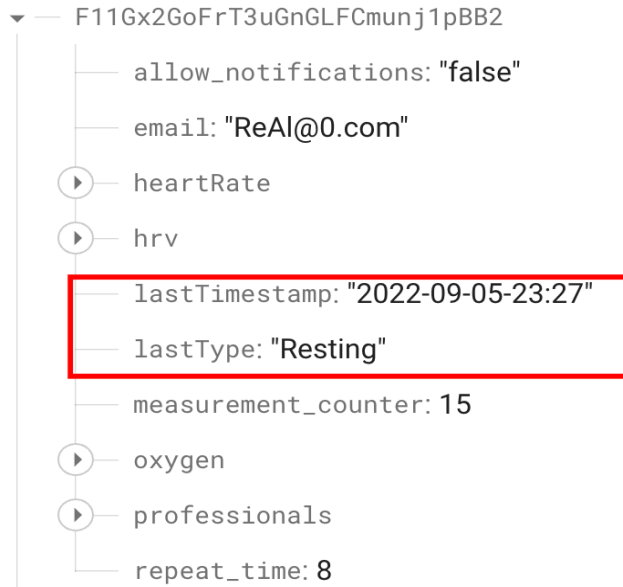 F11Gx2GoFrT3uGnGLFCmunj1pBB2
allow_notifications: "false"
email: "ReAl@0.com"
heartRate
hrv
lastTimestamp: "2022-09-05-23:27"
lastType: "Resting"
measurement_counter: 15
oxygen
professionals
repeat_time: 8